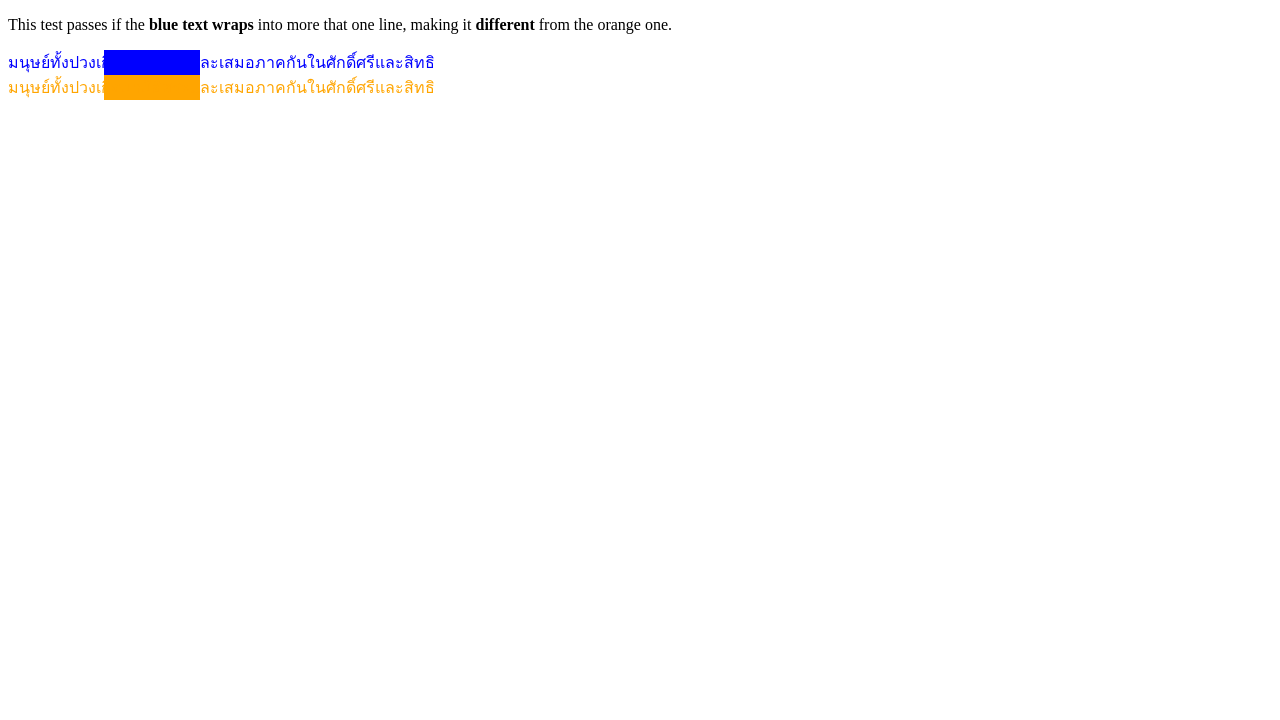 This test passes if the blue text wraps into more that one line, making it different from the orange one.
มนุษย์ทั้งปวง ละเสมอภาคกันในศักดิ์ศรีและสิทธิ
มนุษย์ทั้งปวง ละเสมอภาคกันในศักดิ์ศรีและสิทธิ